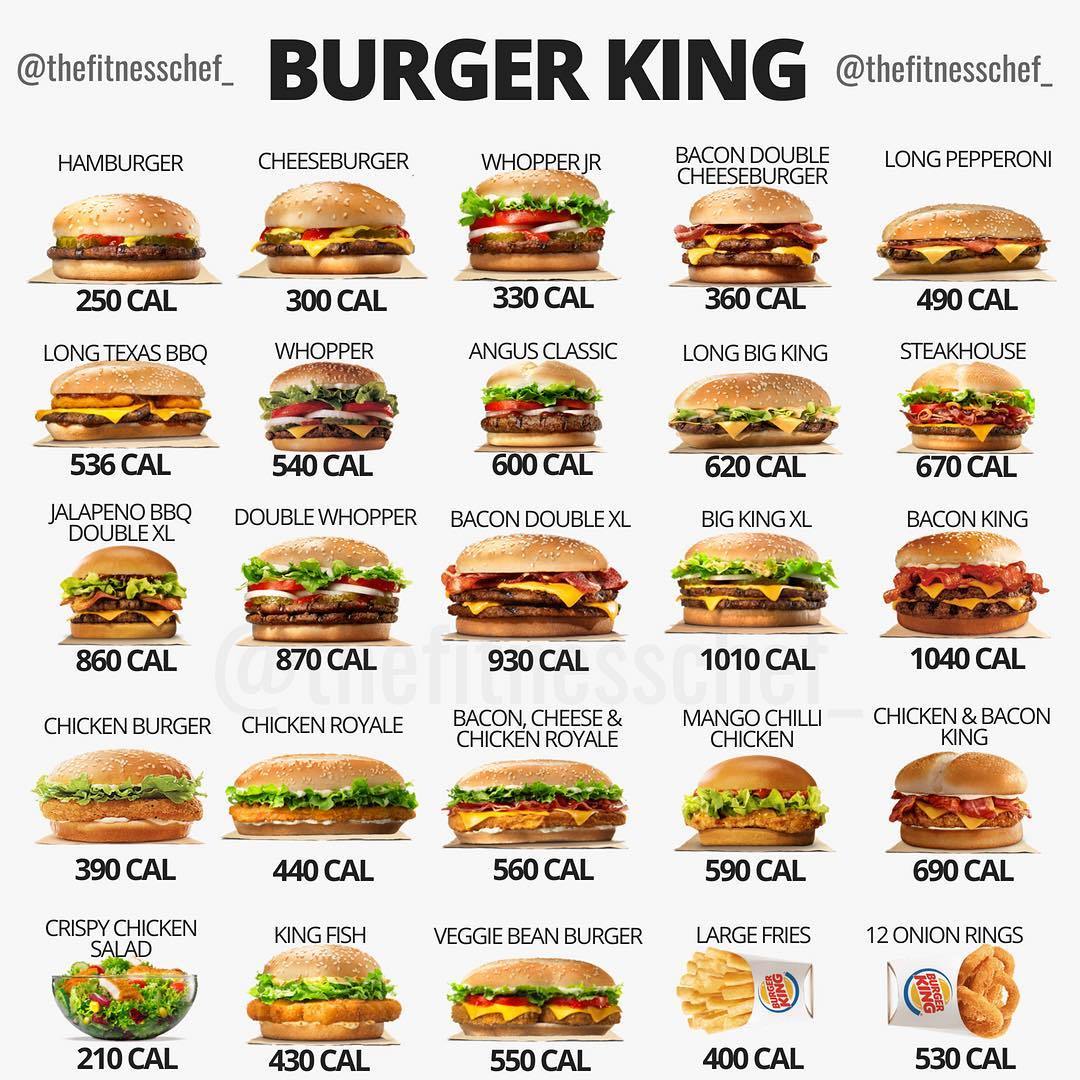 @thefitnesschef_ BURGER KING @thefitnesschef_
HAMBURGER CHEESEBURGER WHOPPER JR BACON DOUBLE CHEESEBURGER LONG PEPPERONI
250 CAL 300 CAL 330 CAL 360 CAL 490 CAL
LONG TEXAS BBQ WHOPPER ANGUS CLASSIC LONG BIG KING STEAKHOUSE
536 CAL 540 CAL 600 CAL 620 CAL 670 CAL
JALAPENO BBQ DOUBLE XL DOUBLE WHOPPER BACON DOUBLE XL BIG KING XL BACON KING
860 CAL 870 CAL 930 CAL 1010 CAL 1040 CAL
@thefitnesschef_
CHICKEN BURGER CHICKEN ROYALE BACON, CHEESE & CHICKEN ROYALE MANGO CHILLI CHICKEN CHICKEN & BACON KING
390 CAL 440 CAL 560 CAL 590 CAL 690 CAL
CRISPY CHICKEN SALAD KING FISH VEGGIE BEAN BURGER LARGE FRIES 12 ONION RINGS
BURGER KING BURGER KING
210 CAL 430 CAL 550 CAL 400 CAL 530 CAL